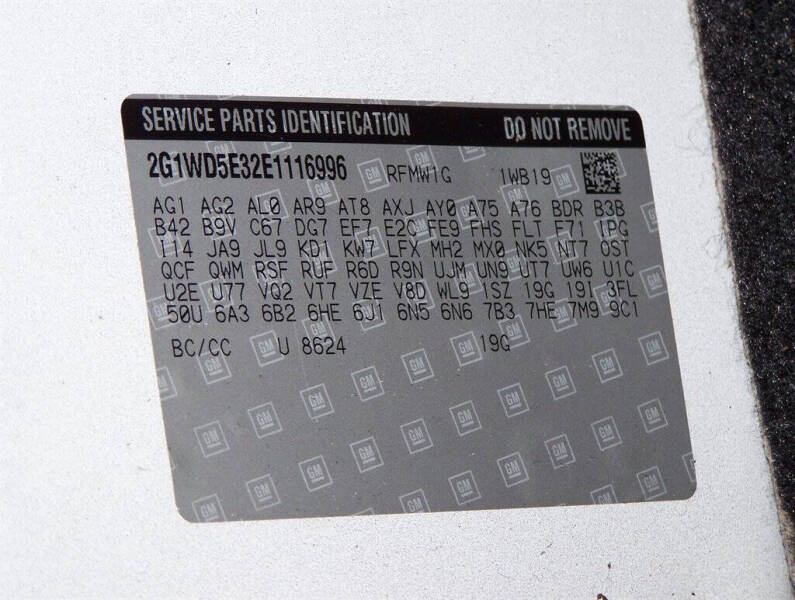 SERVICE PARTS IDENTIFICATION DO NOT REMOVE
2G1WD5E32E1116996 RFMW1G 1WB19
AG1 AG2 AL0 AR9 AT8 AXJ AY0 A75 A76 BDR B3B
B42 B9V C67 DG7 EF7 E2C FE9 FHS FLT F71 IPG
I14 JA9 JL9 KD1 KW7 LFX MH2 MX0 NK5 NT7 OST
QCF QWM RSF RUF R6D R9N UJM UN9 UT7 UW6 U1C
U2E U77 VQ2 VT7 VZE V8D WL9 1SZ 19G 19I 3FL
50U 6A3 6B2 6HE 6J1 6N5 6N6 7B3 7HE 7M9 9C1
BC/CC U 8624 19G